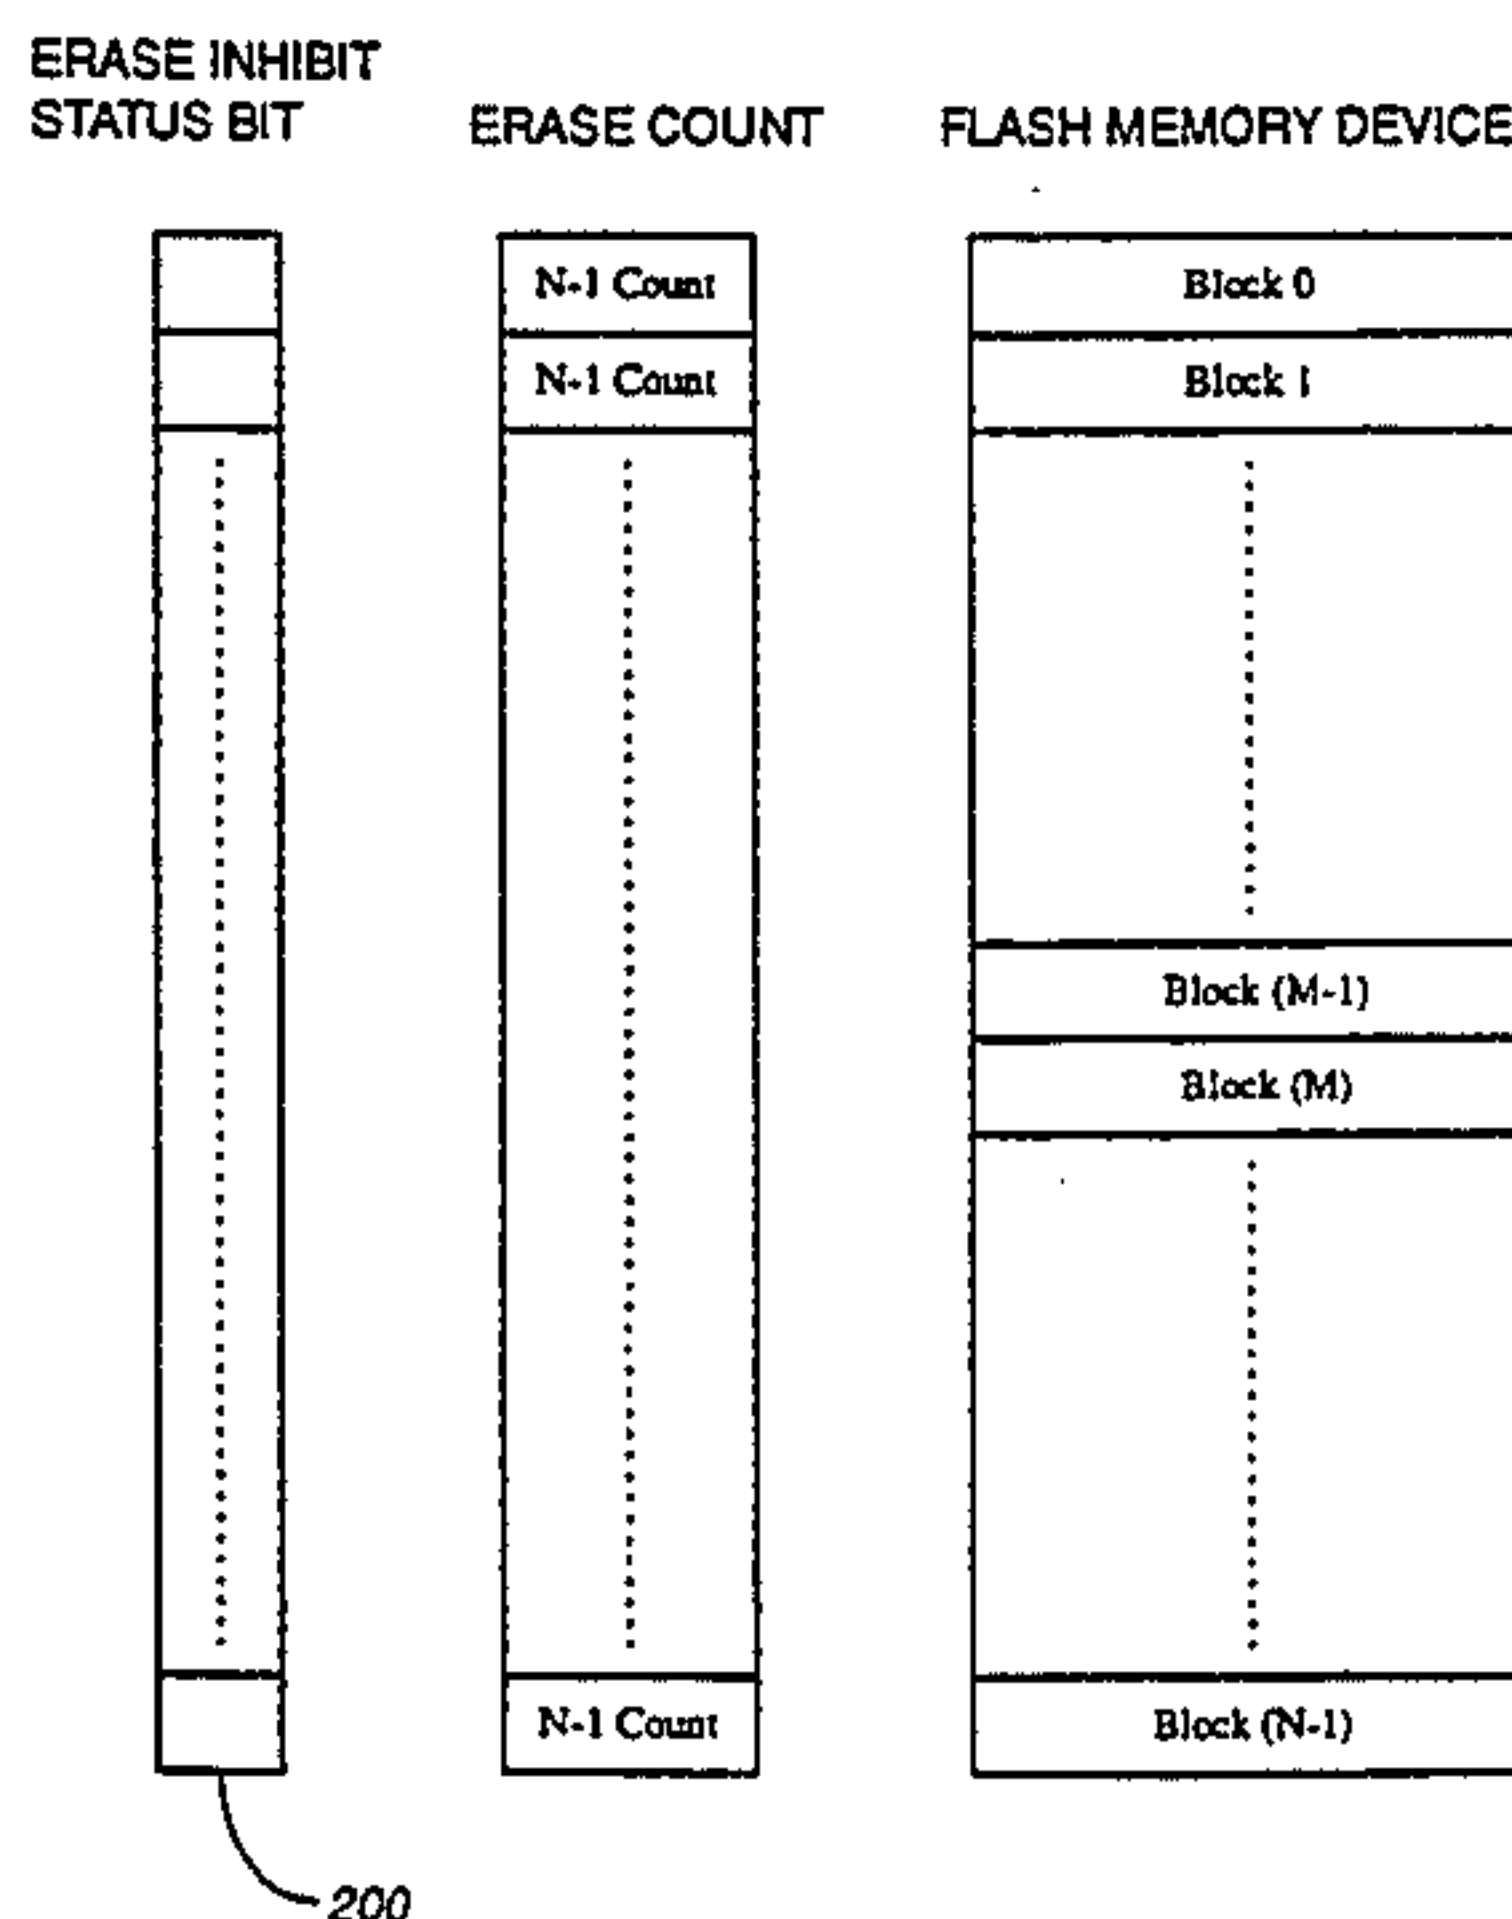 ERASE INHIBIT
STATUS BIT
ERASE COUNT
FLASH MEMORY DEVICE
N-1 Count
Block 0
N-1 Count
Block 1
Block (M-1)
Block (M)
N-1 Count
Block (N-1)
200